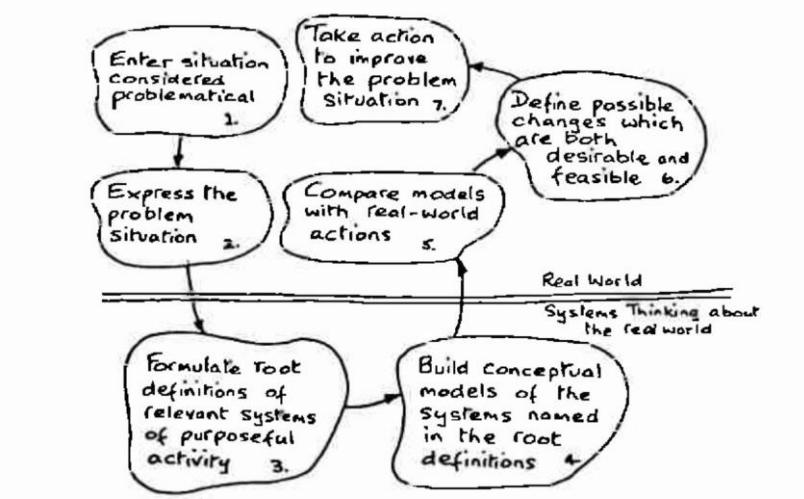 Enter situation
considered
problematical
1.
Express the
problem
situation 2.
Formulate root
definitions of
relevant systems
of purposeful
activity 3.
Build conceptual
models of the
systems named
in the root
definitions 4
Compare models
with real-world
actions 5.
Define possible
changes which
are both
desirable and
feasible 6.
Take action
to improve
the problem
situation 7.
Real World
Systems Thinking about
the real world